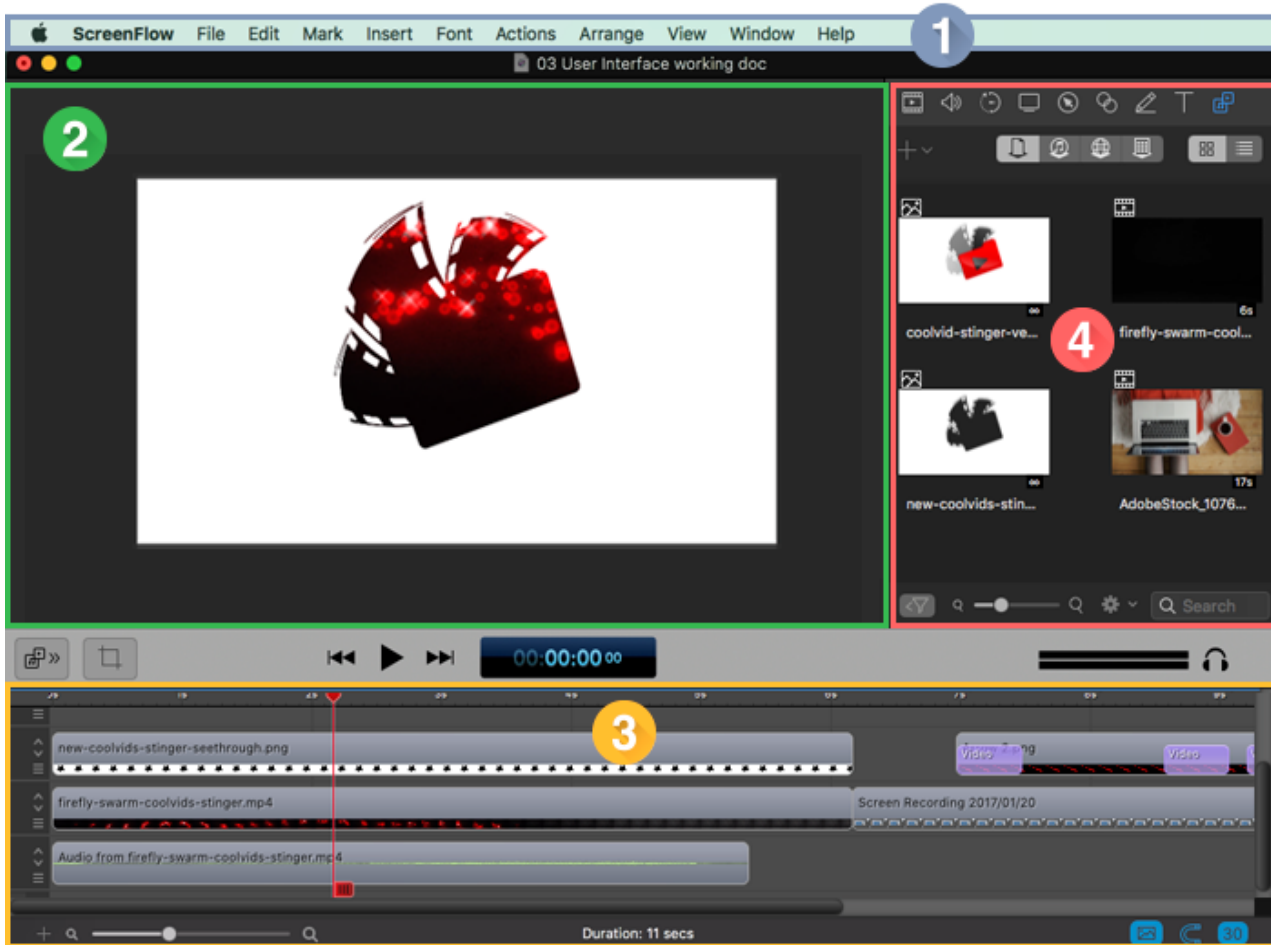 ScreenFlow File Edit Mark Insert Font Actions Arrange View Window Help
1
03 User Interface working doc
2
6s
coolvid-stinger-ve...
firefly-swarm-cool...
4
17s
new-coolvids-stin...
AdobeStock_1076...
Search
00:00:00 00
3
new-coolvids-stinger-seethrough.png
Video
Video
firefly-swarm-coolvids-stinger.mp4
Screen Recording 2017/01/20
Audio from firefly-swarm-coolvids-stinger.mp4
Duration: 11 secs
30